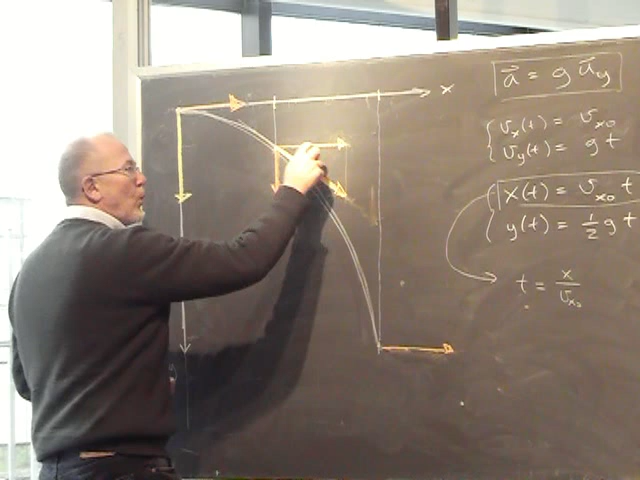 x
a⃗ = g u⃗y
vx(t) = vx0
vy(t) = g t
x(t) = vx0 t
y(t) = 1/2 g t
t = x/vx0